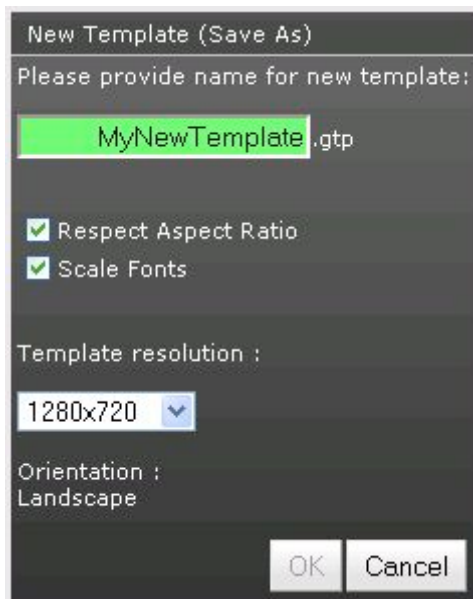 New Template (Save As)
Please provide name for new template:
MyNewTemplate.gtp
Respect Aspect Ratio
Scale Fonts
Template resolution :
1280x720
Orientation :
Landscape
OK Cancel